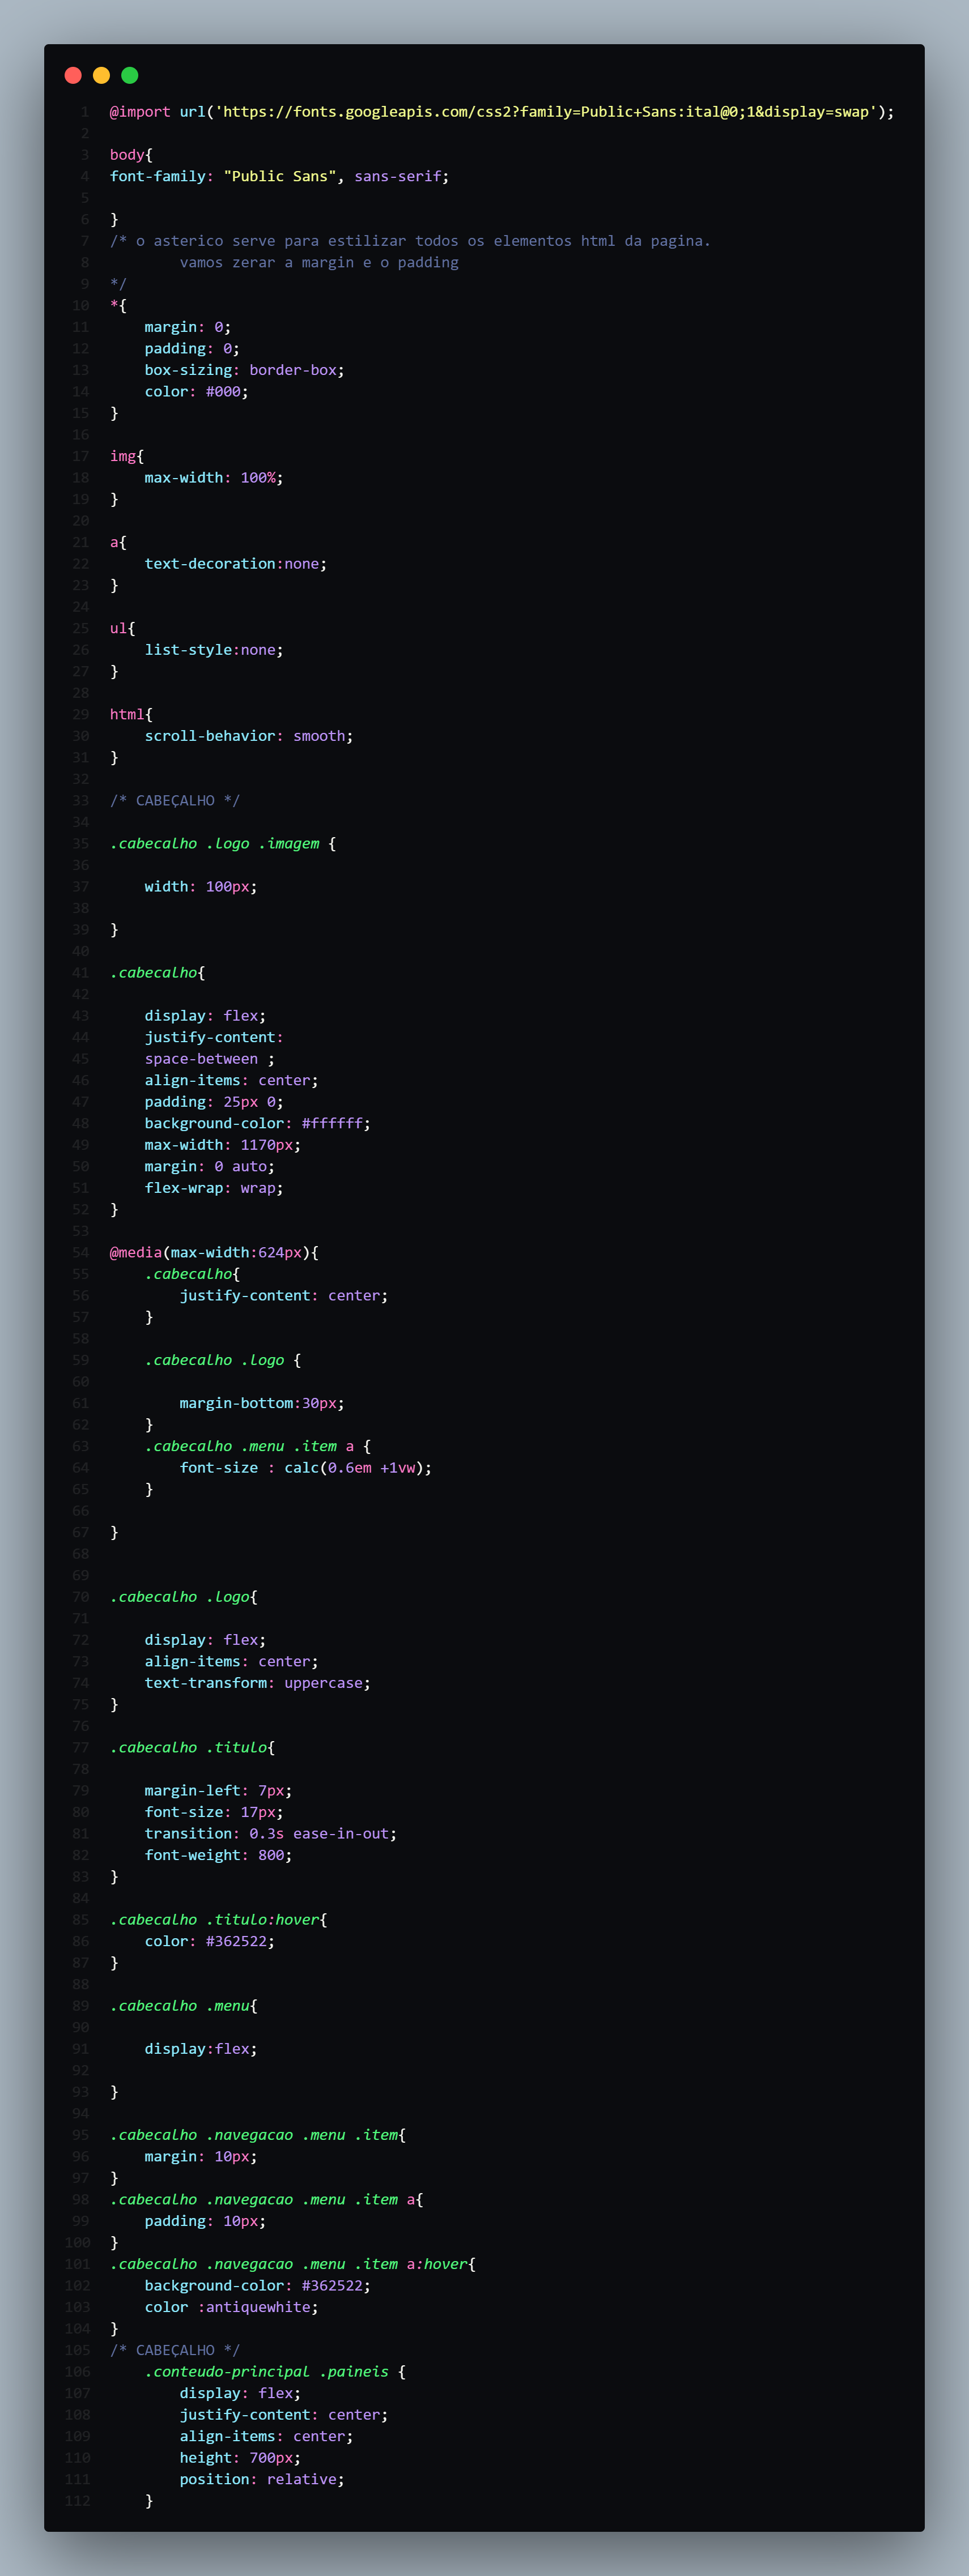 1 @import url('https://fonts.googleapis.com/css2?family=Public+Sans:ital@0;1&display=swap');
2
3 body{
4 font-family: "Public Sans", sans-serif;
5
6 }
7 /* o asterico serve para estilizar todos os elementos html da pagina.
8         vamos zerar a margin e o padding
9 */
10 *{
11     margin: 0;
12     padding: 0;
13     box-sizing: border-box;
14     color: #000;
15 }
16
17 img{
18     max-width: 100%;
19 }
20
21 a{
22     text-decoration:none;
23 }
24
25 ul{
26     list-style:none;
27 }
28
29 html{
30     scroll-behavior: smooth;
31 }
32
33 /* CABEÇALHO */
34
35 .cabecalho .logo .imagem {
36
37     width: 100px;
38
39 }
40
41 .cabecalho{
42
43     display: flex;
44     justify-content:
45     space-between ;
46     align-items: center;
47     padding: 25px 0;
48     background-color: #ffffff;
49     max-width: 1170px;
50     margin: 0 auto;
51     flex-wrap: wrap;
52 }
53
54 @media(max-width:624px){
55     .cabecalho{
56         justify-content: center;
57     }
58
59     .cabecalho .logo {
60
61         margin-bottom:30px;
62     }
63     .cabecalho .menu .item a {
64         font-size : calc(0.6em +1vw);
65     }
66
67 }
68
69
70 .cabecalho .logo{
71
72     display: flex;
73     align-items: center;
74     text-transform: uppercase;
75 }
76
77 .cabecalho .titulo{
78
79     margin-left: 7px;
80     font-size: 17px;
81     transition: 0.3s ease-in-out;
82     font-weight: 800;
83 }
84
85 .cabecalho .titulo:hover{
86     color: #362522;
87 }
88
89 .cabecalho .menu{
90
91     display:flex;
92
93 }
94
95 .cabecalho .navegacao .menu .item{
96     margin: 10px;
97 }
98 .cabecalho .navegacao .menu .item a{
99     padding: 10px;
100 }
101 .cabecalho .navegacao .menu .item a:hover{
102     background-color: #362522;
103     color :antiquewhite;
104 }
105 /* CABEÇALHO */
106     .conteudo-principal .paineis {
107         display: flex;
108         justify-content: center;
109         align-items: center;
110         height: 700px;
111         position: relative;
112     }